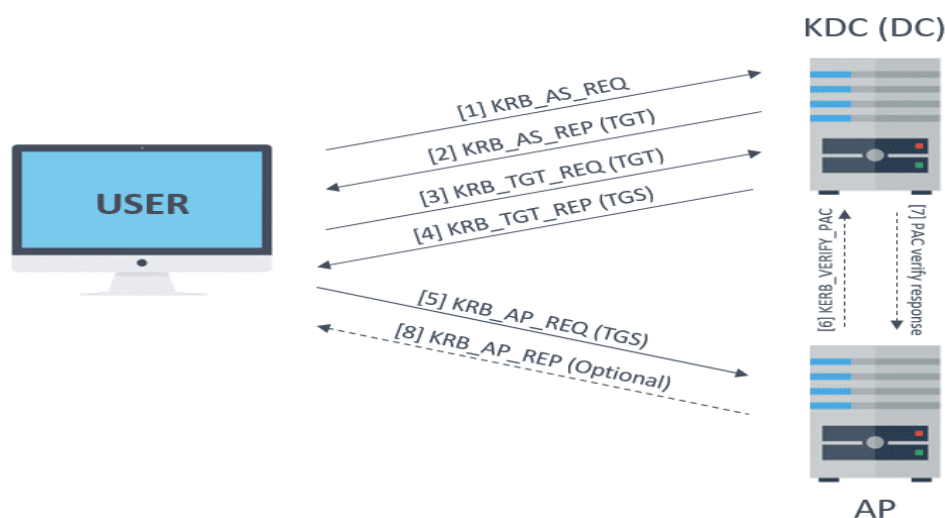 KDC (DC)
[1] KRB_AS_REQ
[2] KRB_AS_REP (TGT)
[3] KRB_TGT_REQ (TGT)
[4] KRB_TGT_REP (TGS)
USER
[5] KRB_AP_REQ (TGS)
[8] KRB_AP_REP (Optional)
[6] KERB_VERIFY_PAC
[7] PAC verify
response
AP